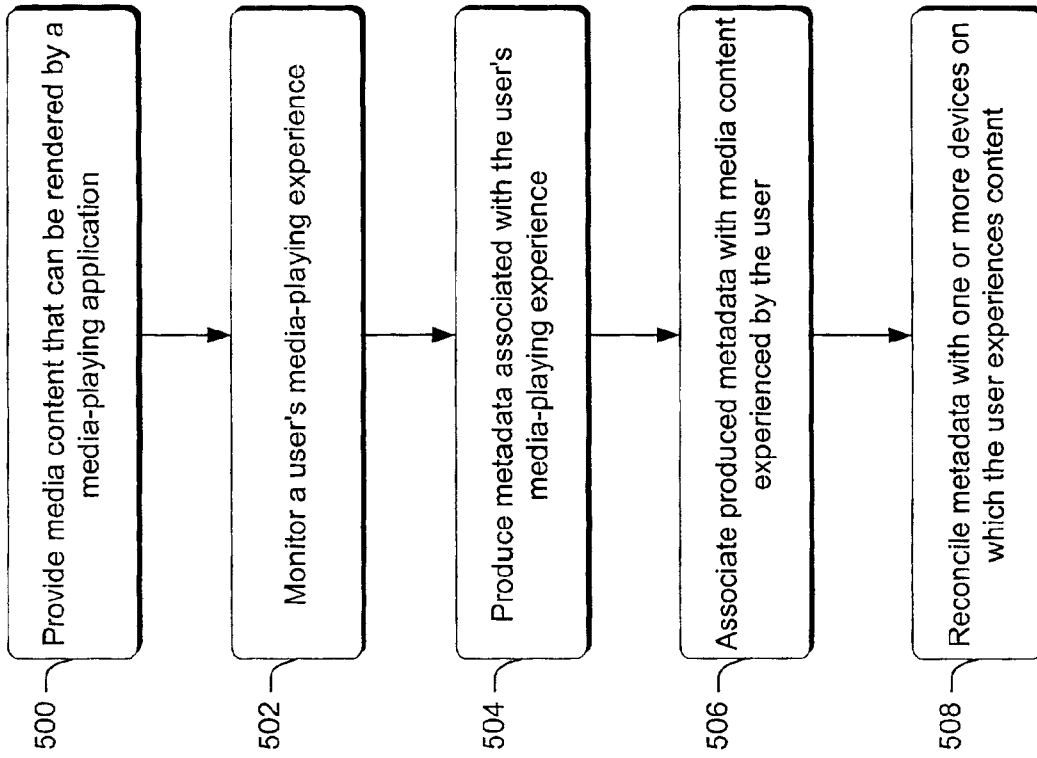 500
Provide media content that can be rendered by a
media-playing application
502
Monitor a user's media-playing experience
504
Produce metadata associated with the user's
media-playing experience
506
Associate produced metadata with media content
experienced by the user
508
Reconcile metadata with one or more devices on
which the user experiences content